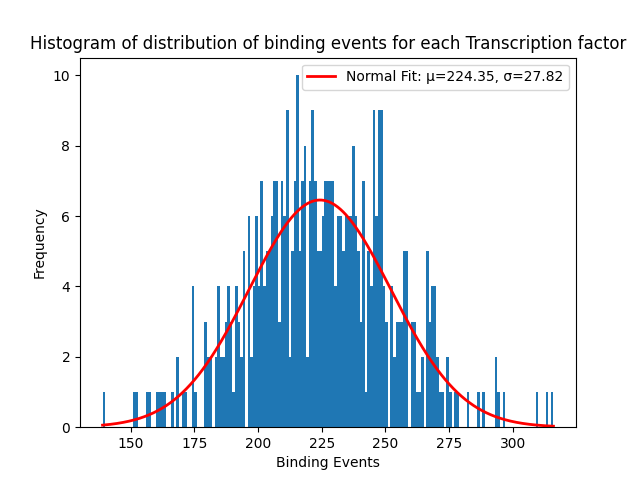 Histogram of distribution of binding events for each Transcription factor
Normal Fit: μ=224.35, σ=27.82
10
8
6
4
2
0
Frequency
150 175 200 225 250 275 300
Binding Events